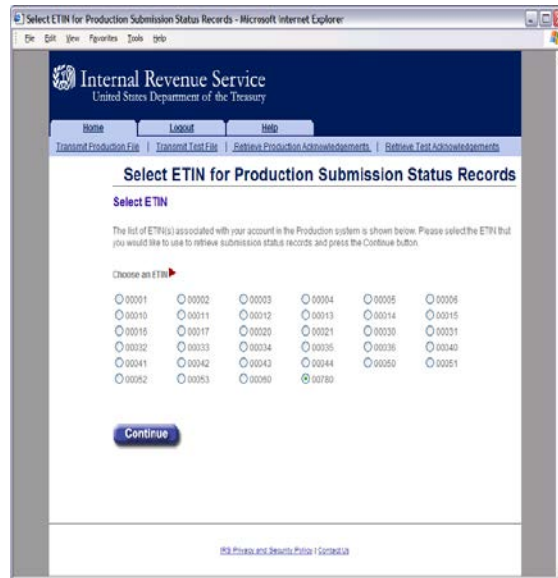 Select ETIN for Production Submission Status Records - Microsoft Internet Explorer
File Edit View Favorites Tools Help
Internal Revenue Service
United States Department of the Treasury
Home Logout Help
Transmit Production File | Transmit Test File | Retrieve Production Acknowledgements | Retrieve Test Acknowledgements
Select ETIN for Production Submission Status Records
Select ETIN
The list of ETIN(s) associated with your account in the Production system is shown below. Please select the ETIN that
you would like to use to retrieve submission status records and press the Continue button.
Choose an ETIN
00001 00002 00003 00004 00005 00006
00010 00011 00012 00013 00014 00015
00016 00017 00020 00021 00030 00031
00032 00033 00034 00035 00036 00040
00041 00042 00043 00044 00050 00051
00052 00053 00060 00780
Continue
IRS Privacy and Security Policy | Contact Us